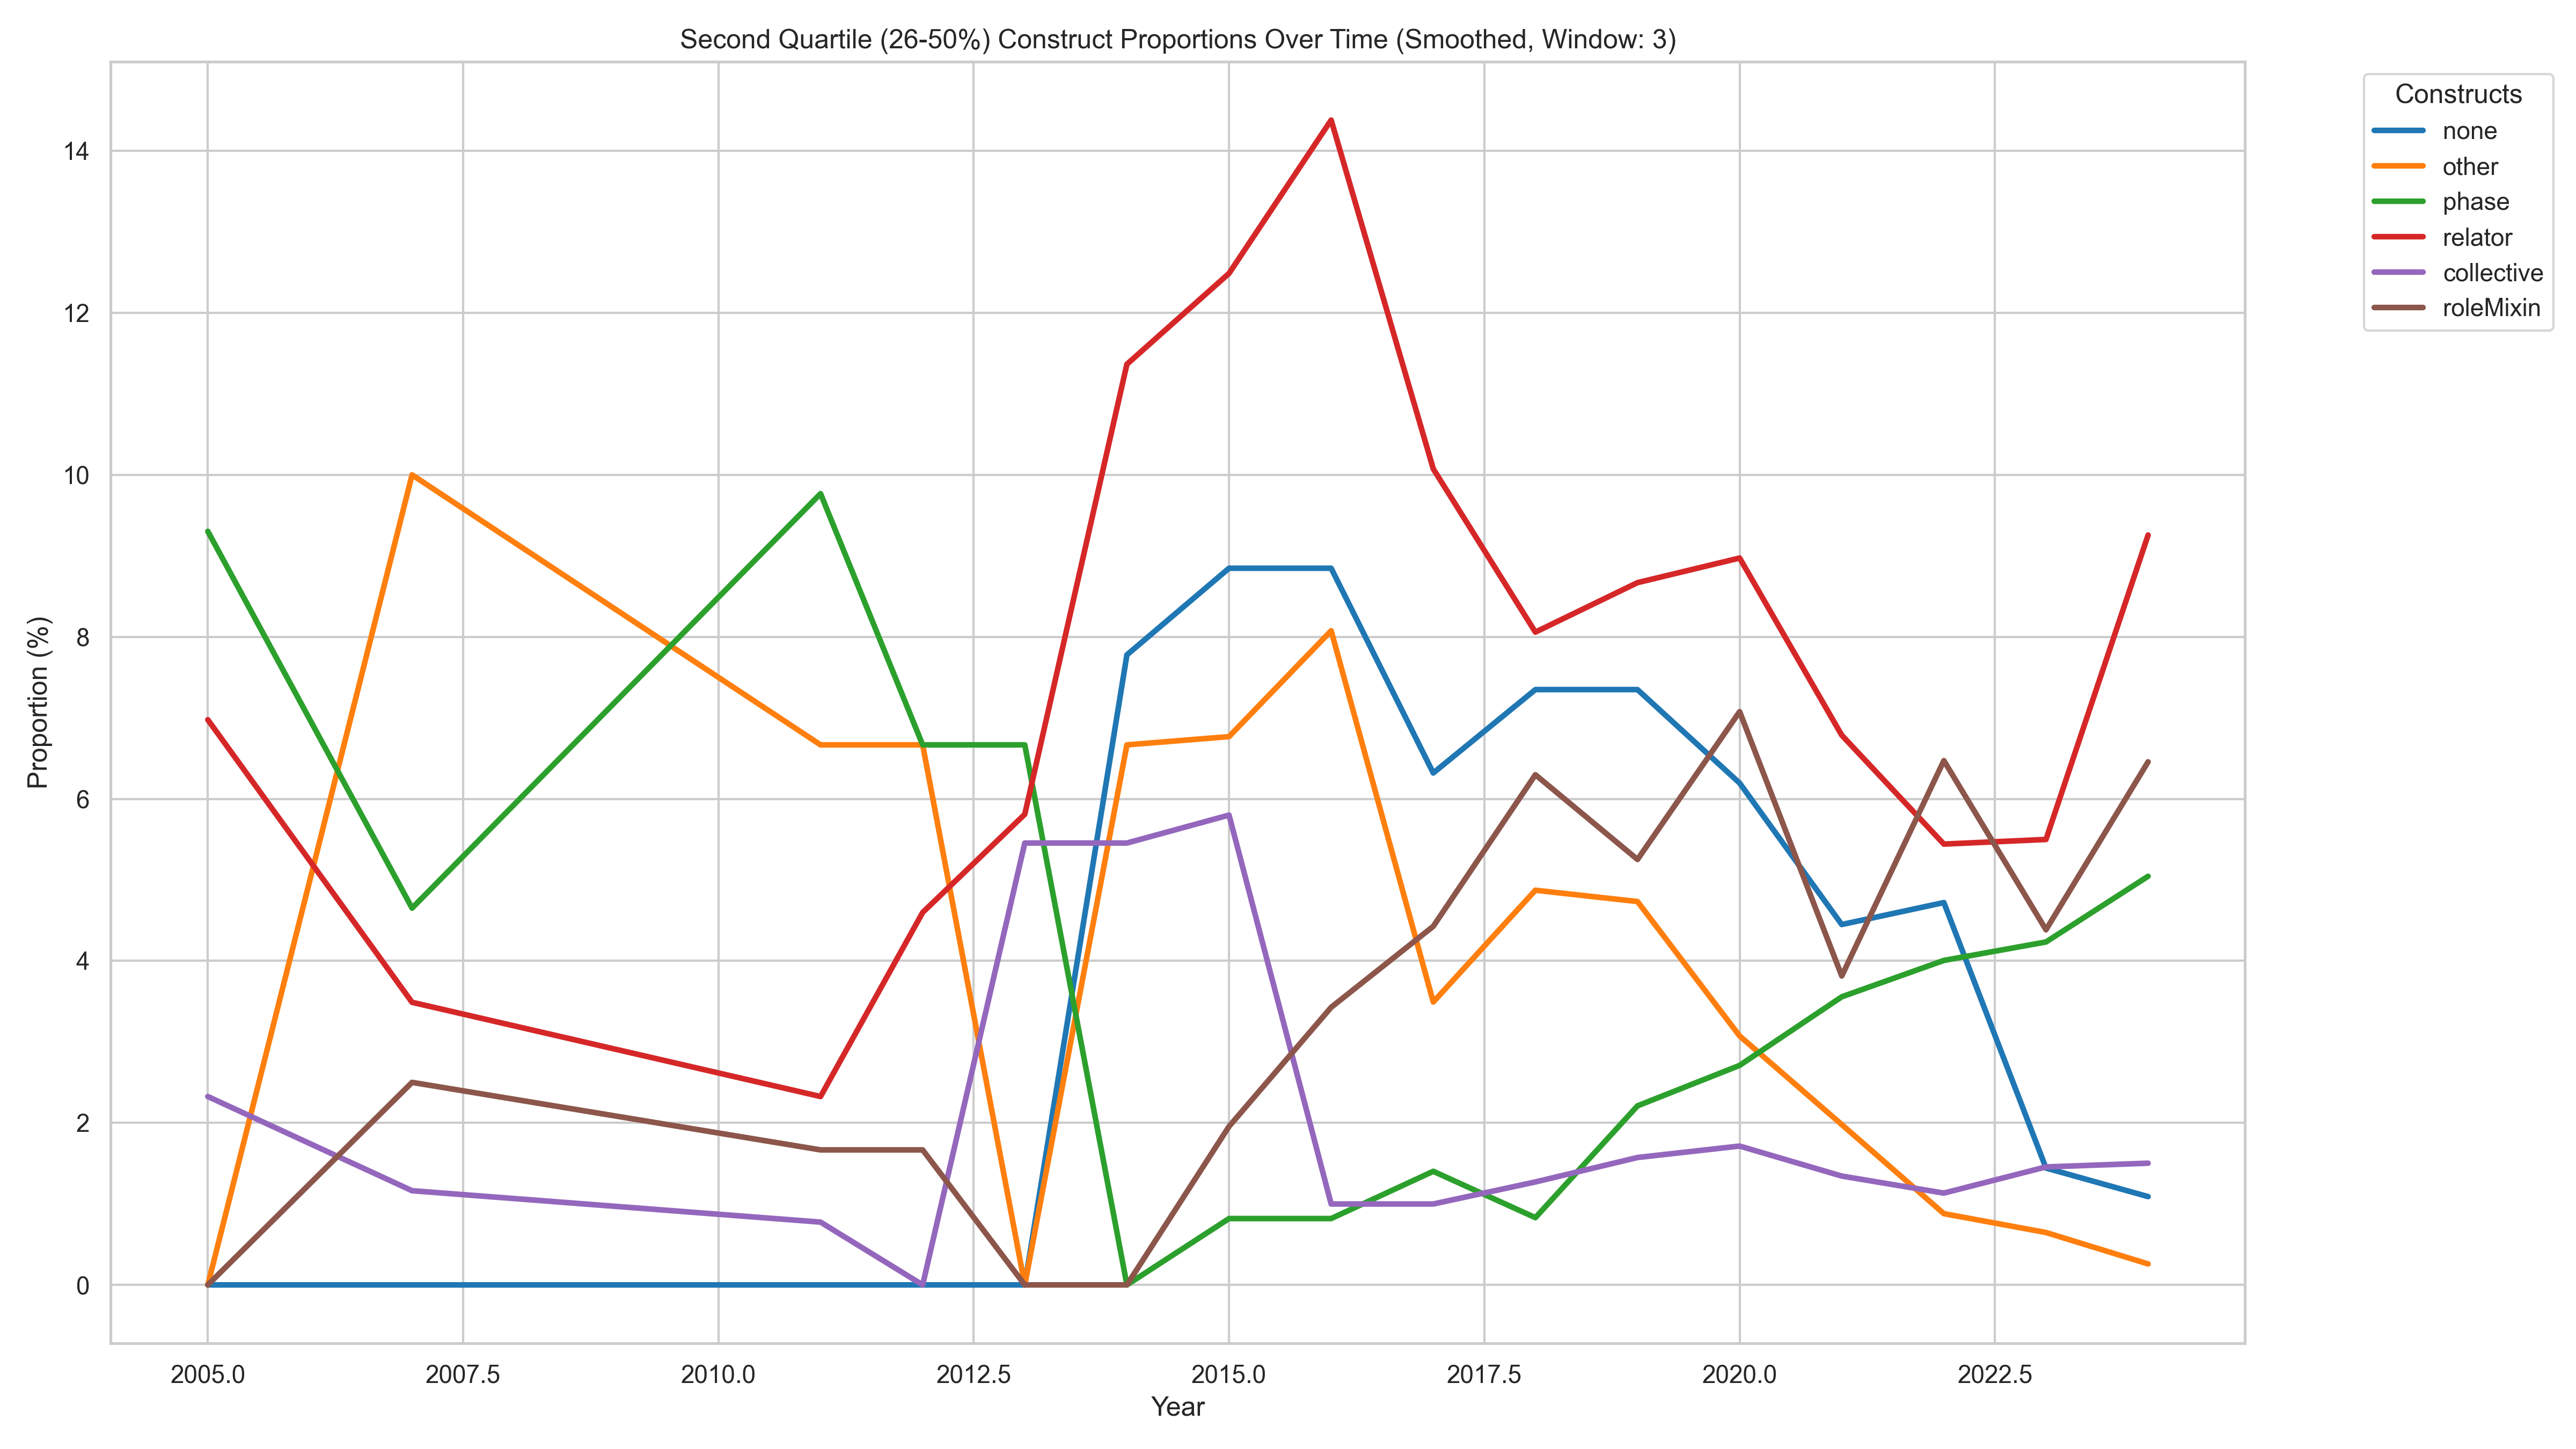 Second Quartile (26-50%) Construct Proportions Over Time (Smoothed, Window: 3)
Constructs
none
other
phase
relator
collective
roleMixin
Proportion (%)
14
12
10
8
6
4
2
0
2005.0 2007.5 2010.0 2012.5 2015.0 2017.5 2020.0 2022.5
Year